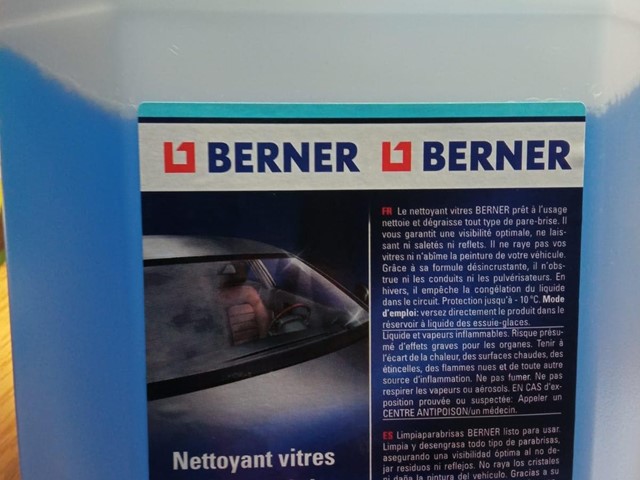 BERNER BERNER
FR Le nettoyant vitres BERNER prêt à l'usage
nettoie et dégraisse tout type de pare-brise. Il
vous garantit une visibilité optimale, ne lais-
sant ni saletés ni reflets. Il ne raye pas vos
vitres ni n'abîme la peinture de votre véhicule.
Grâce à sa formule désincrustante, il n'obs-
true ni les conduits ni les pulvérisateurs. En
hivers, il empêche la congélation du liquide
dans le circuit. Protection jusqu'à - 10 °C. Mode
d'emploi: versez directement le produit dans le
réservoir à liquide des essuie-glaces.
Liquide et vapeurs inflammables. Risque présu-
mé d'effets graves pour les organes. Tenir à
l'écart de la chaleur, des surfaces chaudes, des
étincelles, des flammes nues et de toute autre
source d'inflammation. Ne pas fumer. Ne pas
respirer les vapeurs ou aérosols. EN CAS d'ex-
position prouvée ou suspectée: Appeler un
CENTRE ANTIPOISON/un médecin.
ES Limpiaparabrisas BERNER listo para usar.
Limpia y desengrasa todo tipo de parabrisas,
asegurando una visibilidad óptima al no de-
jar residuos ni reflejos. No raya los cristales
ni daña la pintura del vehículo. Gracias a su
Nettoyant vitres